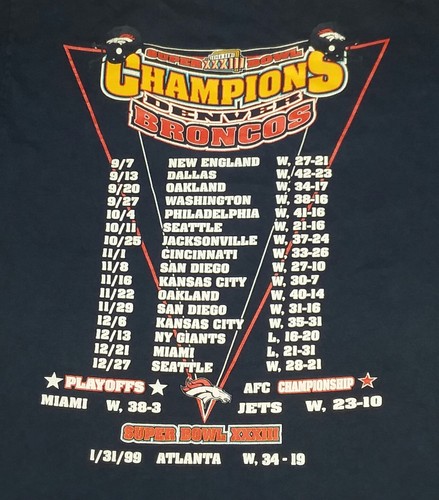 SUPER BOWL
XXXIII
CHAMPIONS
DENVER
BRONCOS
9/7 NEW ENGLAND W, 27-21
9/13 DALLAS W, 42-23
9/20 OAKLAND W, 34-17
9/27 WASHINGTON W, 38-16
10/4 PHILADELPHIA W, 41-16
10/11 SEATTLE W, 21-16
10/25 JACKSONVILLE W, 37-24
11/1 CINCINNATI W, 33-26
11/8 SAN DIEGO W, 27-10
11/16 KANSAS CITY W, 30-7
11/22 OAKLAND W, 40-14
11/29 SAN DIEGO W, 31-16
12/6 KANSAS CITY W, 35-31
12/13 NY GIANTS L, 16-20
12/21 MIAMI L, 21-31
12/27 SEATTLE W, 28-21
PLAYOFFS AFC CHAMPIONSHIP
MIAMI W, 38-3 JETS W, 23-10
SUPER BOWL XXXIII
1/31/99 ATLANTA W, 34-19